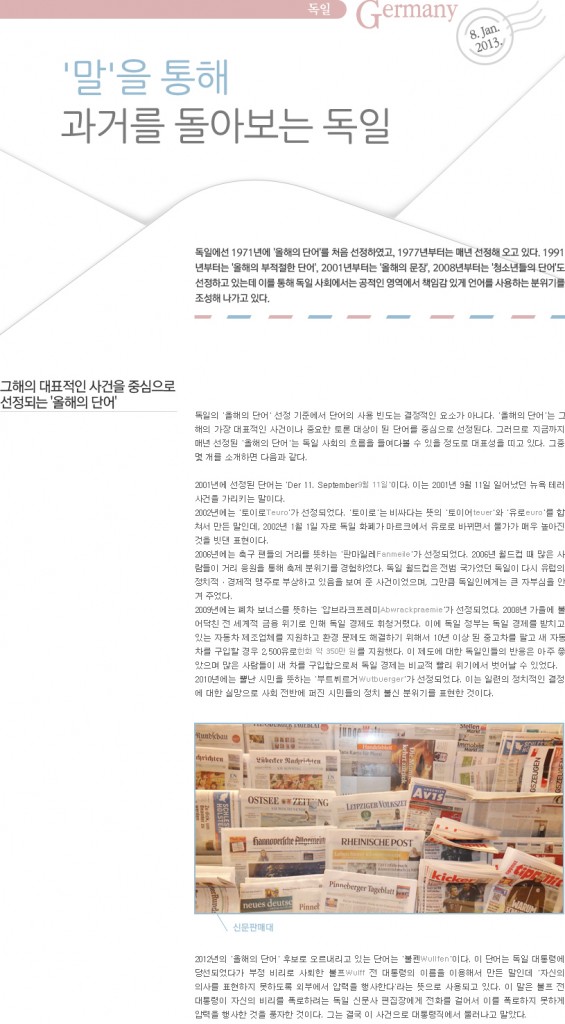 독일
Germany
8. Jan.
2013.
'말'을 통해
과거를 돌아보는 독일
독일에선 1971년에 '올해의 단어'를 처음 선정하였고, 1977년부터는 매년 선정해 오고 있다. 1991
년부터는 '올해의 부적절한 단어', 2001년부터는 '올해의 문장', 2008년부터는 '청소년들의 단어'도
선정하고 있는데 이를 통해 독일 사회에서는 공적인 영역에서 책임감 있게 언어를 사용하는 분위기를
조성해 나가고 있다.
그해의 대표적인 사건을 중심으로
선정되는 '올해의 단어'
독일의 '올해의 단어' 선정 기준에서 단어의 사용 빈도는 결정적인 요소가 아니다. '올해의 단어'는 그
해의 가장 대표적인 사건이나 중요한 토론 대상이 된 단어를 중심으로 선정된다. 그러므로 지금까지
매년 선정된 '올해의 단어'는 독일 사회의 흐름을 들여다볼 수 있을 정도로 대표성을 띠고 있다. 그중
몇 개를 소개하면 다음과 같다.
2001년에 선정된 단어는 'Der 11. September9월 11일'이다. 이는 2001년 9월 11일 일어났던 뉴욕 테러
사건을 가리키는 말이다.
2002년에는 '토이로Teuro'가 선정되었다. '토이로'는 비싸다는 뜻의 '토이어teuer'와 '유로euro'를 합
쳐서 만든 말인데, 2002년 1월 1일 자로 독일 화폐가 마르크에서 유로로 바뀌면서 물가가 매우 높아진
것을 빗댄 표현이다.
2006년에는 축구 팬들의 거리를 뜻하는 '판마일레Fanmeile'가 선정되었다. 2006년 월드컵 때 많은 사
람들이 거리 응원을 통해 축제 분위기를 경험하였다. 독일 월드컵은 전범 국가였던 독일이 다시 유럽의
정치적·경제적 맹주로 부상하고 있음을 보여 준 사건이었으며, 그만큼 독일인에게는 큰 자부심을 안
겨 주었다.
2009년에는 폐차 보너스를 뜻하는 '압브라크프레미Abwrackpraemie'가 선정되었다. 2008년 가을에 불
어닥친 전 세계적 금융 위기로 인해 독일 경제도 휘청거렸다. 이에 독일 정부는 독일 경제를 받치고
있는 자동차 제조업체를 지원하고 환경 문제도 해결하기 위해서 10년 이상 된 중고차를 팔고 새 자동
차를 구입할 경우 2,500유로한화 약 350만 원를 지원했다. 이 제도에 대한 독일인들의 반응은 아주 좋
았으며 많은 사람들이 새 차를 구입함으로써 독일 경제는 비교적 빨리 위기에서 벗어날 수 있었다.
2010년에는 뿔난 시민을 뜻하는 '부트뷔르거Wutbuerger'가 선정되었다. 이는 일련의 정치적인 결정
에 대한 실망으로 사회 전반에 퍼진 시민들의 정치 불신 분위기를 표현한 것이다.
Nachrichten
Lübecker Nachrichten
OSTSEE ZEITUNG
LEIPZIGER VOLKSZEI
AVIS
Hannoversche Allgemeine
RHEINISCHE POST
kicker
Pinneberger Tageblatt
neues deutsc
Pinne
신문판매대
2012년의 '올해의 단어' 후보로 오르내리고 있는 단어는 '불펜Wulffen'이다. 이 단어는 독일 대통령에
당선되었다가 부정 비리로 사퇴한 불프Wulff 전 대통령의 이름을 이용해서 만든 말인데 '자신의
의사를 표현하지 못하도록 외부에서 압력을 행사한다'라는 뜻으로 사용되고 있다. 이 말은 불프 전
대통령이 자신의 비리를 폭로하려는 독일 신문사 편집장에게 전화를 걸어서 이를 폭로하지 못하게
압력을 행사한 것을 풍자한 것이다. 그는 결국 이 사건으로 대통령직에서 물러나고 말았다.